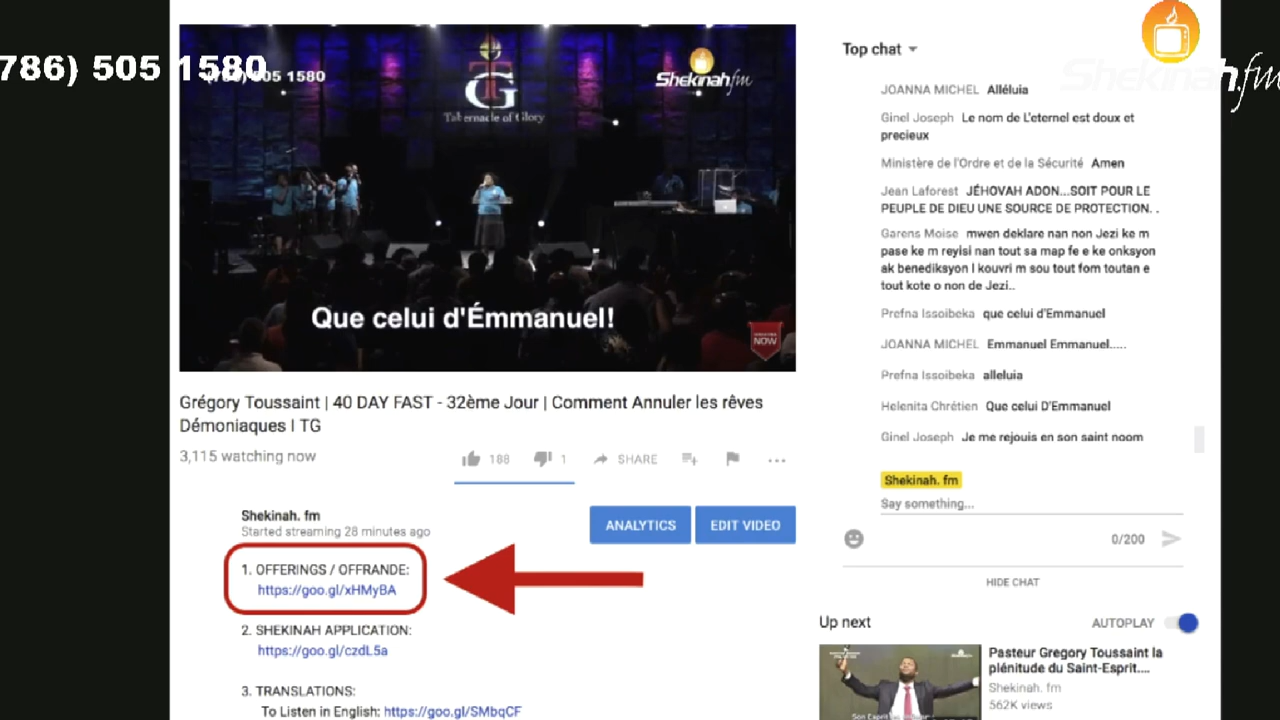 (786) 505 1580
(786) 505 1580
Shekinah.fm
TG
Tabernacle of Glory
Que celui d'Émmanuel!
NOW
Grégory Toussaint | 40 DAY FAST - 32ème Jour | Comment Annuler les rêves
Démoniaques l TG
3,115 watching now
188
1
SHARE
Shekinah. fm
Started streaming 28 minutes ago
ANALYTICS
EDIT VIDEO
1. OFFERINGS / OFFRANDE:
https://goo.gl/xHMyBA
2. SHEKINAH APPLICATION:
https://goo.gl/czdL5a
3. TRANSLATIONS:
To Listen in English: https://goo.gl/SMbqCF
Shekinah.fm
Top chat
JOANNA MICHEL Alléluia
Ginel Joseph Le nom de L'eternel est doux et
precieux
Ministère de l'Ordre et de la Sécurité Amen
Jean Laforest JÉHOVAH ADON...SOIT POUR LE
PEUPLE DE DIEU UNE SOURCE DE PROTECTION. .
Garens Moise mwen deklare nan non Jezi ke m
pase ke m reyisi nan tout sa map fe e ke onksyon
ak benediksyon l kouvri m sou tout fom toutan e
tout kote o non de Jezi..
Prefna Issoibeka que celui d'Emmanuel
JOANNA MICHEL Emmanuel Emmanuel.....
Prefna Issoibeka alleluia
Helenita Chrétien Que celui D'Emmanuel
Ginel Joseph Je me rejouis en son saint noom
Shekinah. fm
Say something...
0/200
HIDE CHAT
Up next
AUTOPLAY
Pasteur Gregory Toussaint la
plénitude du Saint-Esprit....
Shekinah. fm
562K views